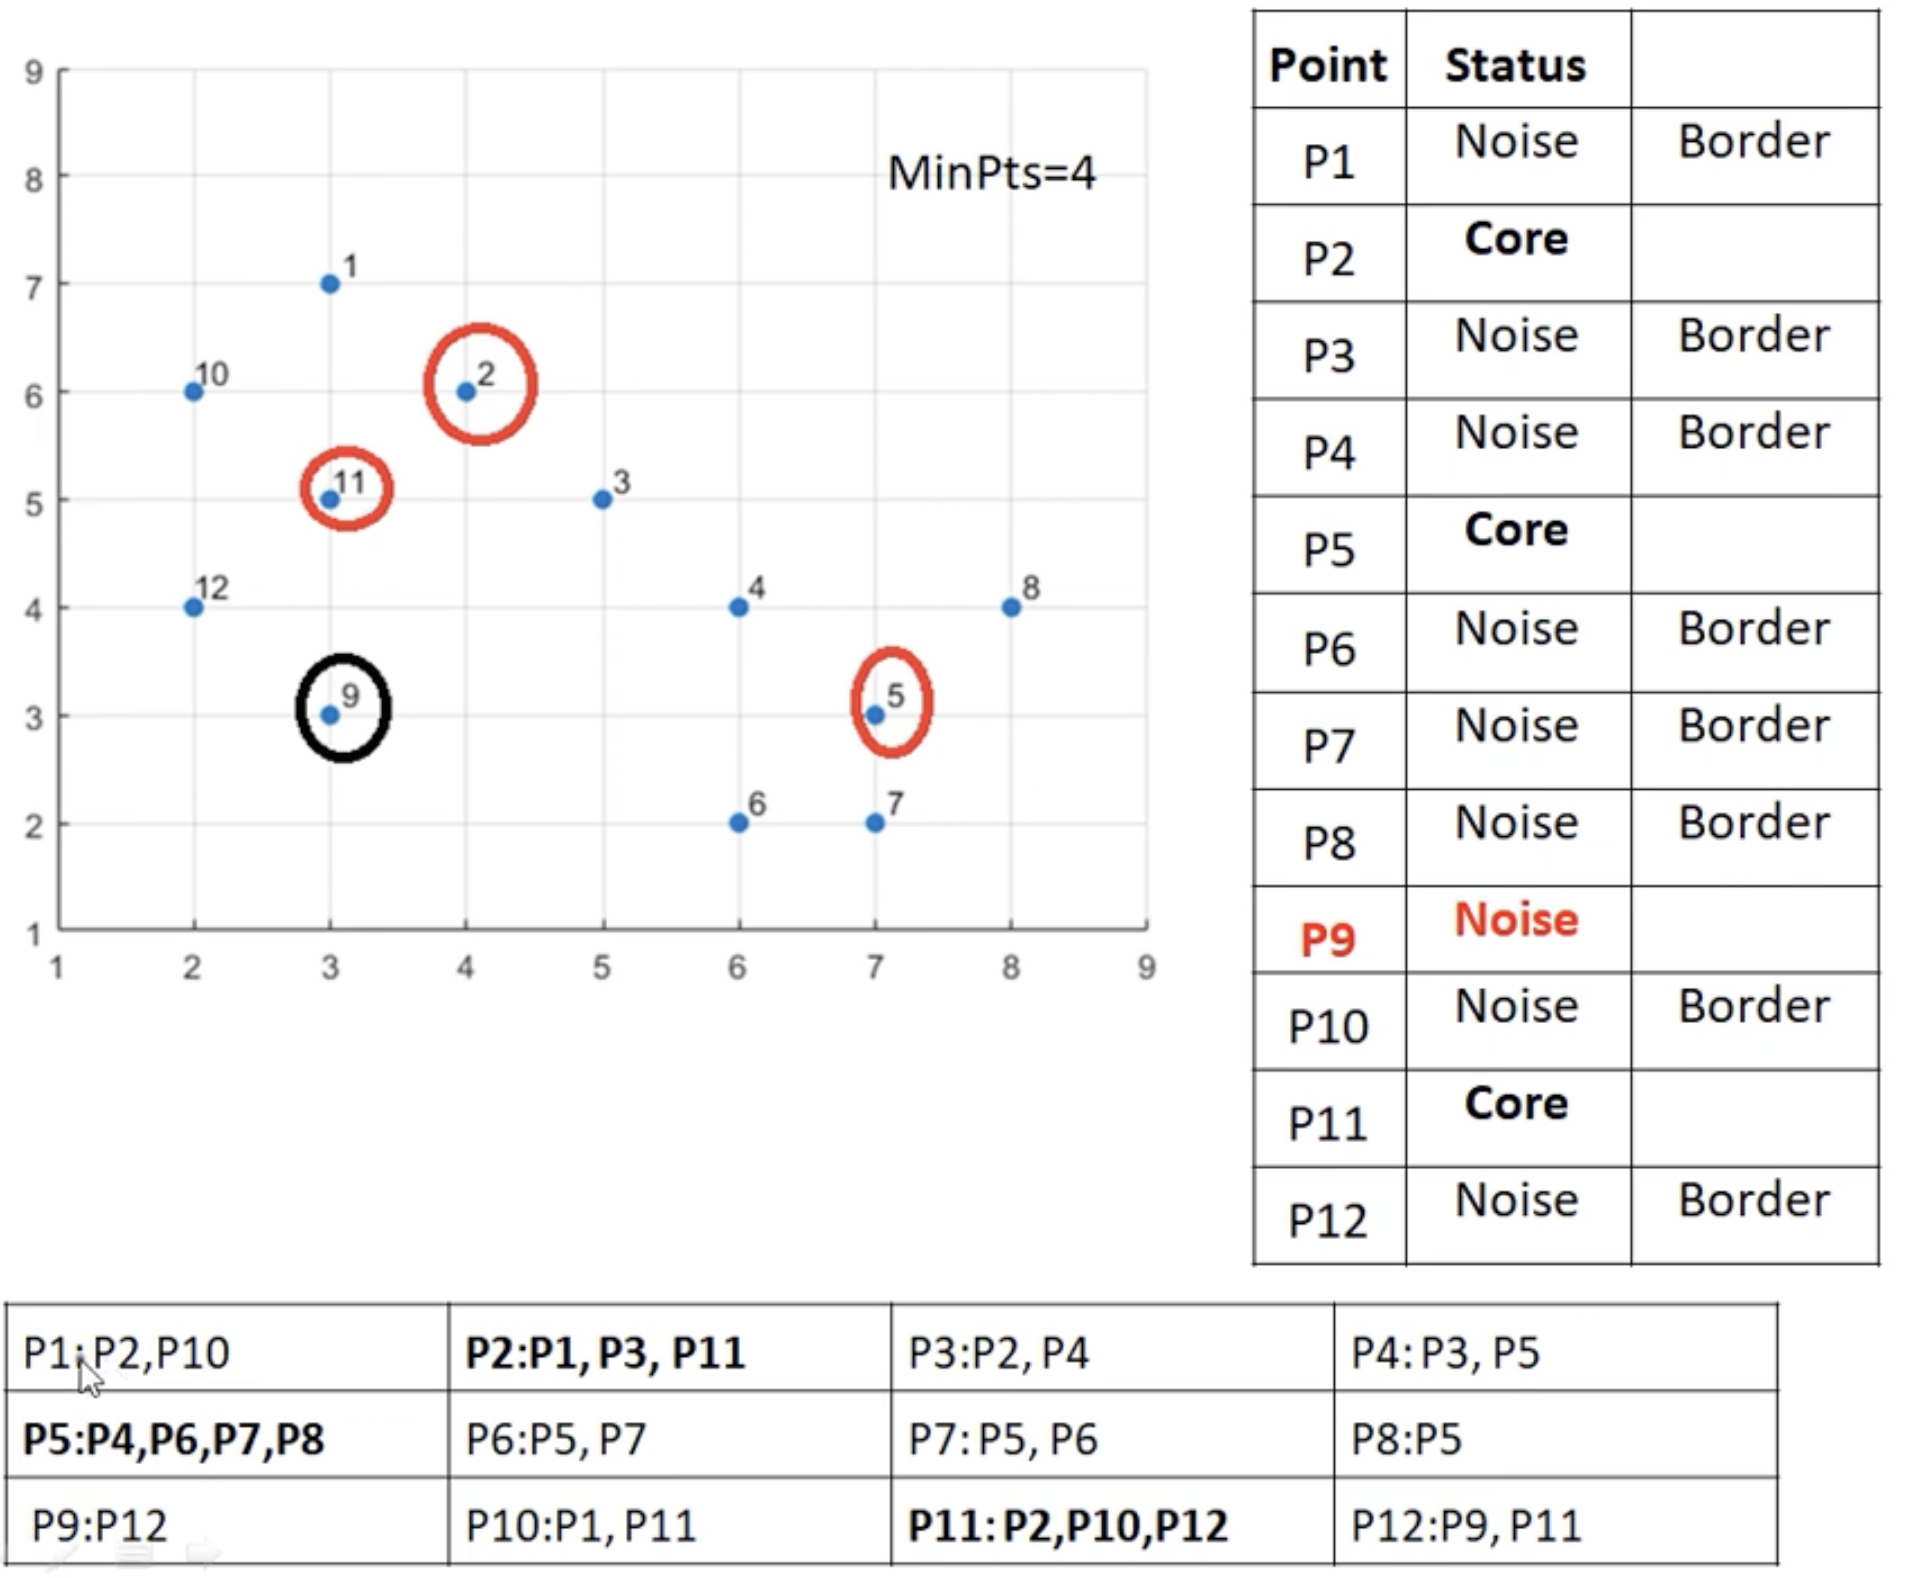 9
8
MinPts=4
7
1
6
10
2
5
11
3
4
12
4
8
3
9
5
2
6
7
1
1 2 3 4 5 6 7 8 9
Point Status
P1 Noise Border
P2 Core
P3 Noise Border
P4 Noise Border
P5 Core
P6 Noise Border
P7 Noise Border
P8 Noise Border
P9 Noise
P10 Noise Border
P11 Core
P12 Noise Border
P1:P2,P10 P2:P1, P3, P11 P3:P2, P4 P4: P3, P5
P5:P4,P6,P7,P8 P6:P5, P7 P7: P5, P6 P8:P5
P9:P12 P10:P1, P11 P11: P2,P10,P12 P12:P9, P11